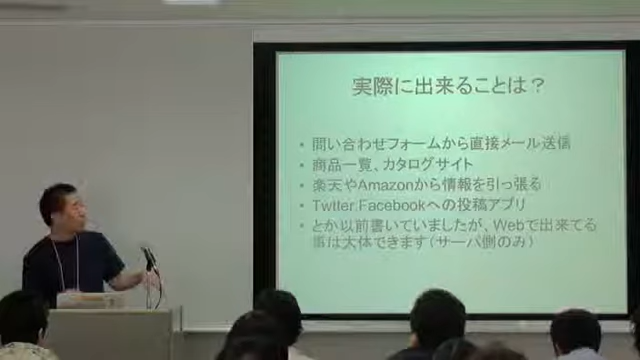 実際に出来ることは？
・問い合わせフォームから直接メール送信
・商品一覧、カタログサイト
・楽天やAmazonから情報を引っ張る
・Twtter.Facebookへの投稿アプリ
・とか以前書いていましたが、Webで出来てる
事は大体できます（サーバ側のみ）